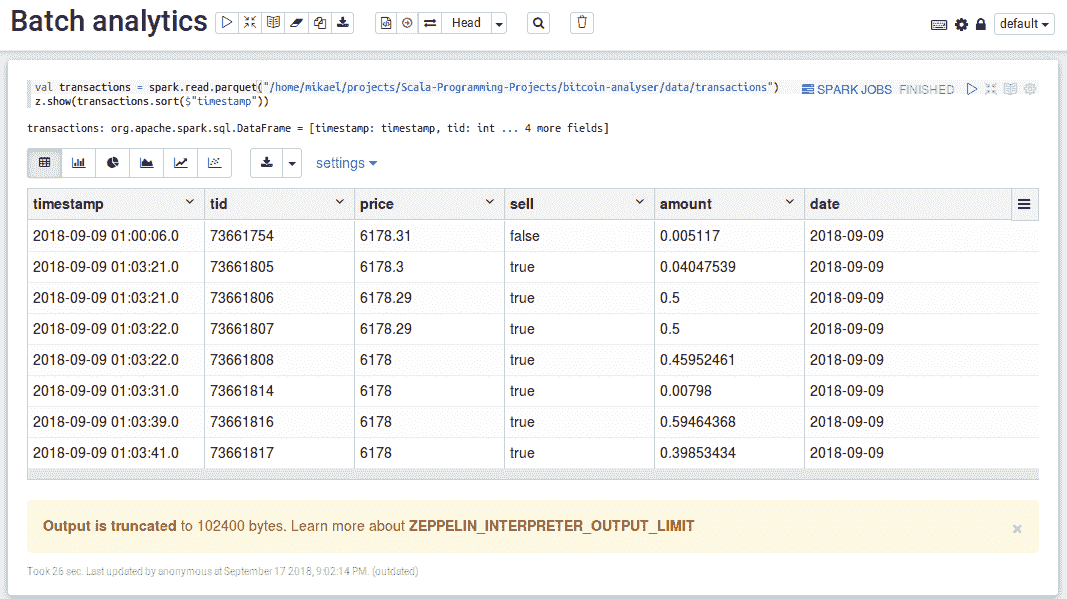 Batch analytics Head default
val transactions = spark.read.parquet("/home/mikael/projects/Scala-Programming-Projects/bitcoin-analyser/data/transactions") SPARK JOBS FINISHED
z.show(transactions.sort($"timestamp"))
transactions: org.apache.spark.sql.DataFrame = [timestamp: timestamp, tid: int ... 4 more fields]
settings
timestamp tid price sell amount date
2018-09-09 01:00:06.0 73661754 6178.31 false 0.005117 2018-09-09
2018-09-09 01:03:21.0 73661805 6178.3 true 0.04047539 2018-09-09
2018-09-09 01:03:21.0 73661806 6178.29 true 0.5 2018-09-09
2018-09-09 01:03:22.0 73661807 6178.29 true 0.5 2018-09-09
2018-09-09 01:03:22.0 73661808 6178 true 0.45952461 2018-09-09
2018-09-09 01:03:31.0 73661814 6178 true 0.00798 2018-09-09
2018-09-09 01:03:39.0 73661816 6178 true 0.59464368 2018-09-09
2018-09-09 01:03:41.0 73661817 6178 true 0.39853434 2018-09-09
Output is truncated to 102400 bytes. Learn more about ZEPPELIN_INTERPRETER_OUTPUT_LIMIT
Took 26 sec. Last updated by anonymous at September 17 2018, 9:02:14 PM. (outdated)